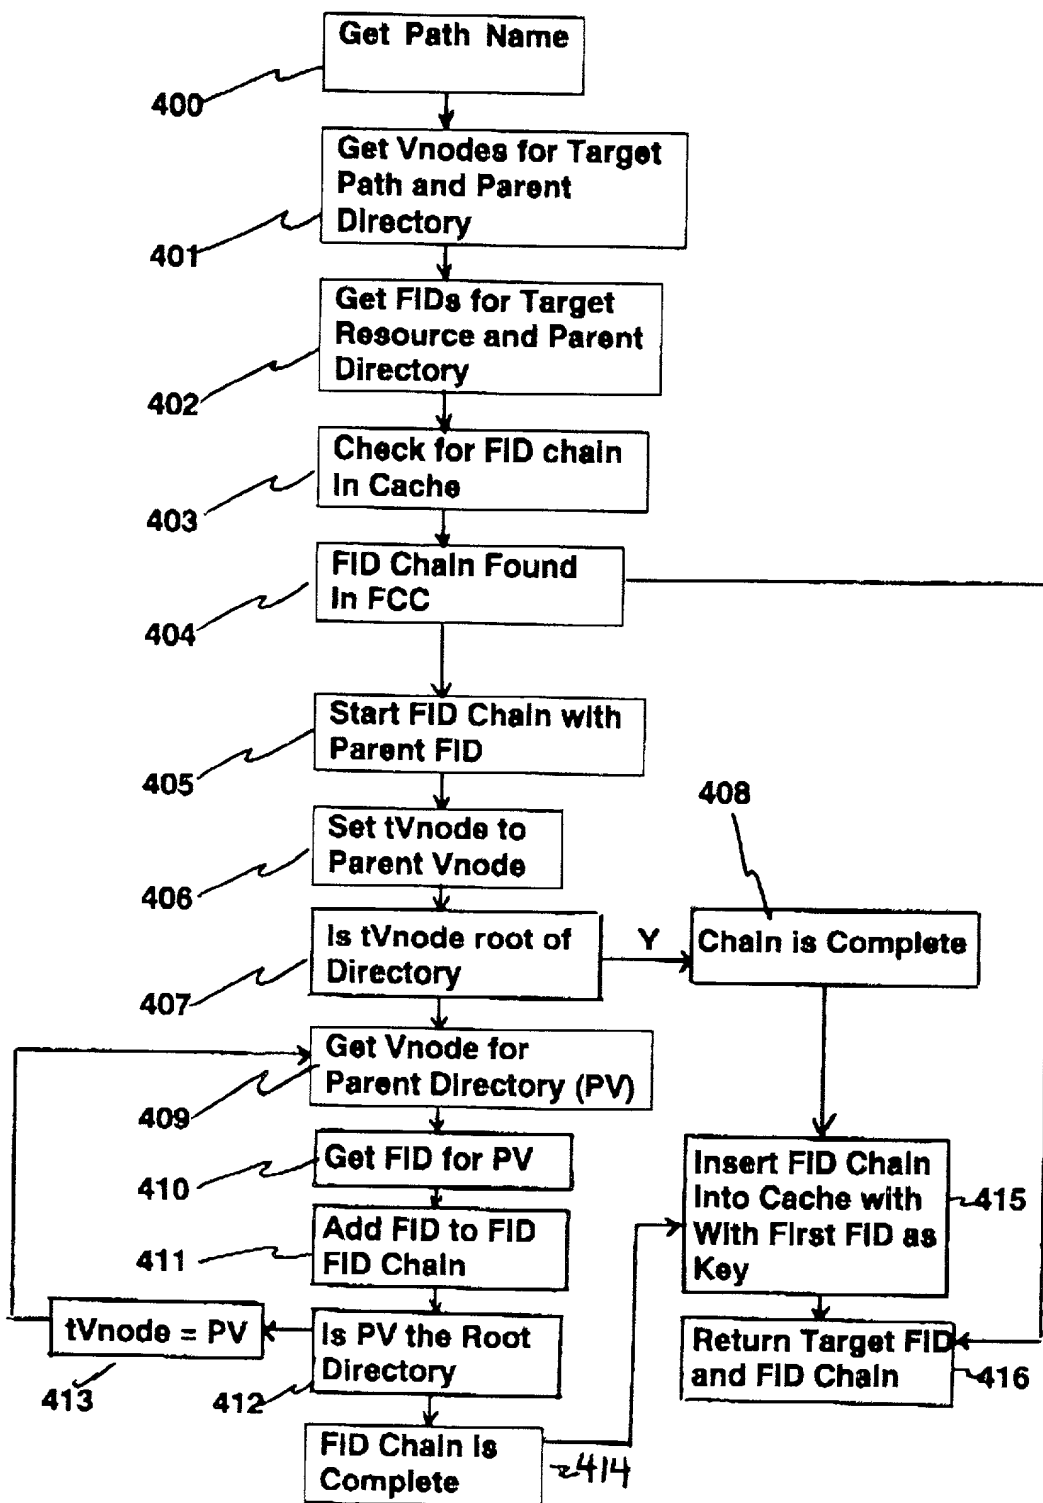 Get Path Name
400
Get Vnodes for Target
Path and Parent
Directory
401
Get FIDs for Target
Resource and Parent
Directory
402
Check for FID chain
In Cache
403
FID Chain Found
In FCC
404
Start FID Chain with
Parent FID
405
Set tVnode to
Parent Vnode
406
Is tVnode root of
Directory
407
Y
408
Chain is Complete
Get Vnode for
Parent Directory (PV)
409
Get FID for PV
410
Add FID to FID
FID Chain
411
Is PV the Root
Directory
412
tVnode = PV
413
FID Chain is
Complete
414
Insert FID Chain
Into Cache with
With First FID as
Key
415
Return Target FID
and FID Chain
416